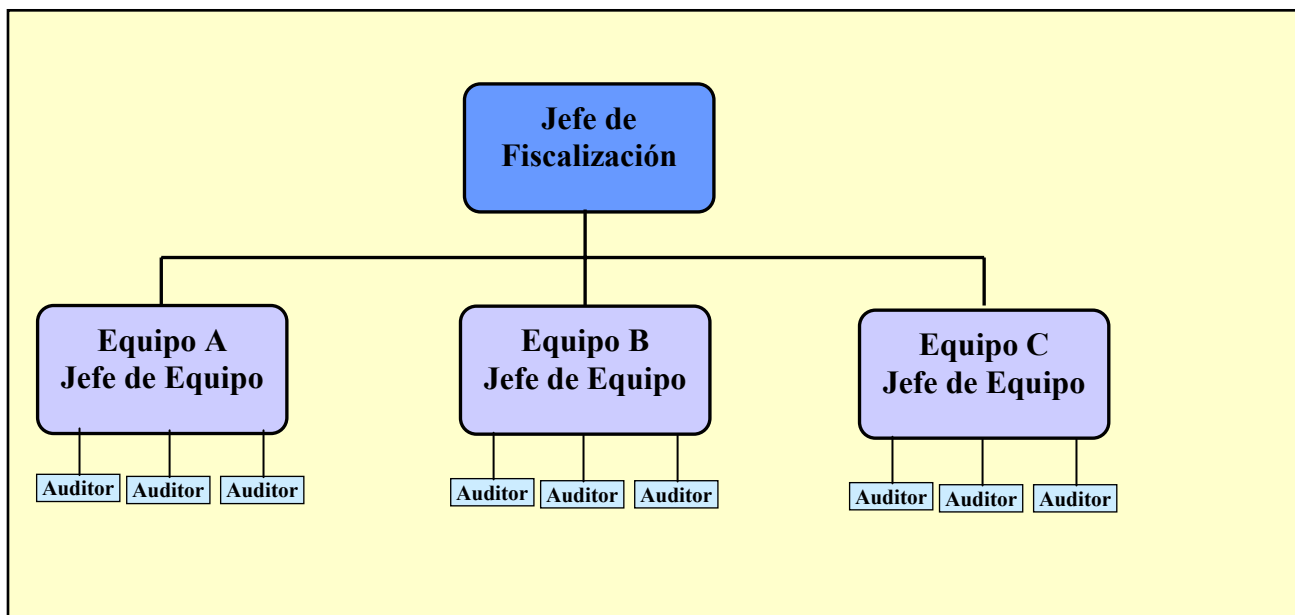 Jefe de
Fiscalización
Equipo A
Jefe de Equipo
Equipo B
Jefe de Equipo
Equipo C
Jefe de Equipo
Auditor
Auditor
Auditor
Auditor
Auditor
Auditor
Auditor
Auditor
Auditor